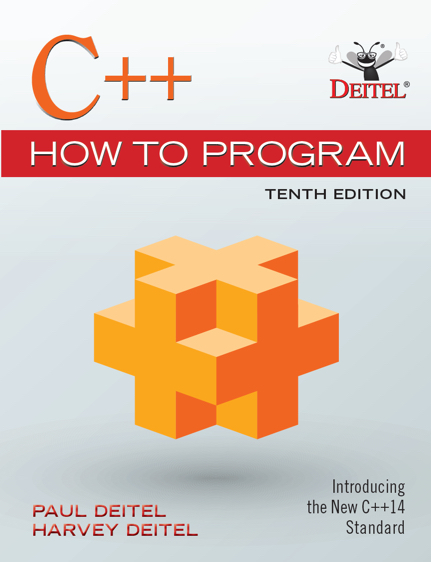 C++
DEITEL®
HOW TO PROGRAM
TENTH EDITION
Introducing
the New C++14
Standard
PAUL DEITEL
HARVEY DEITEL